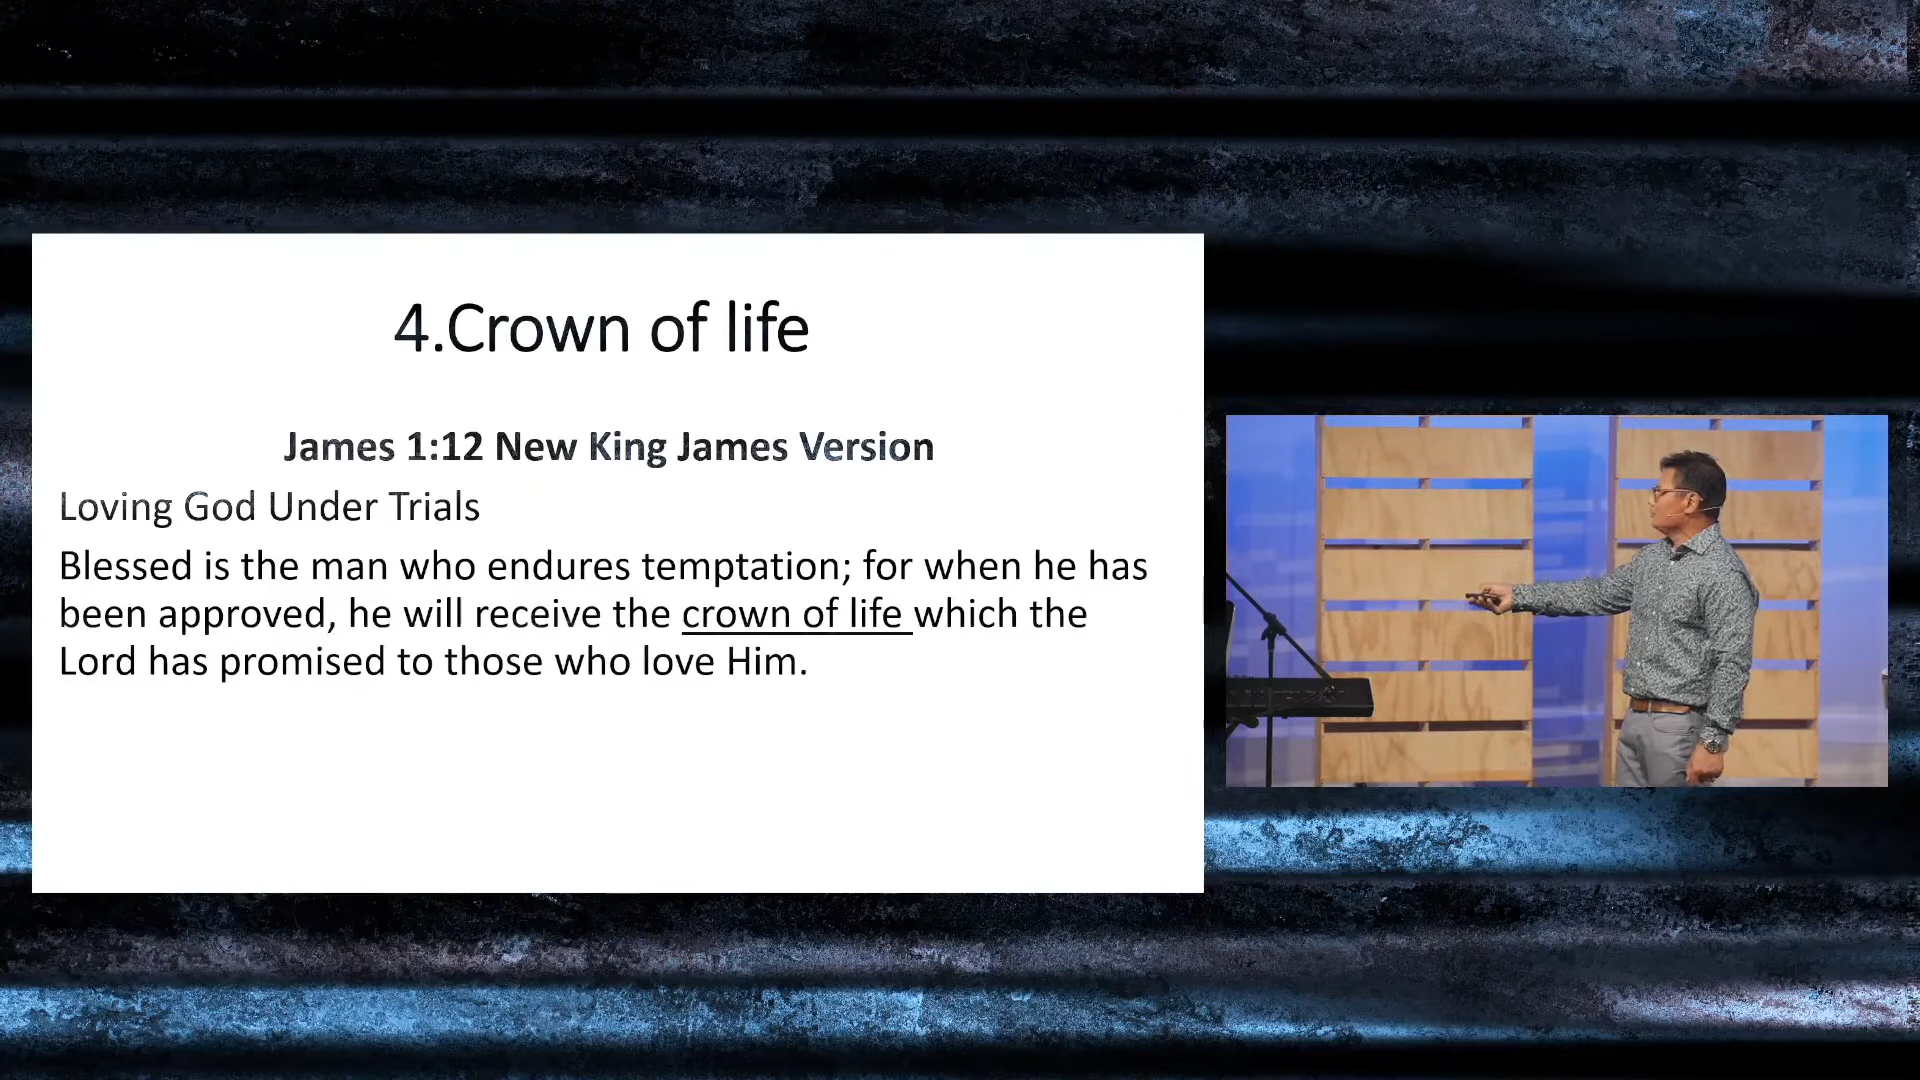 4.Crown of life
James 1:12 New King James Version
Loving God Under Trials
Blessed is the man who endures temptation; for when he has
been approved, he will receive the crown of life which the
Lord has promised to those who love Him.